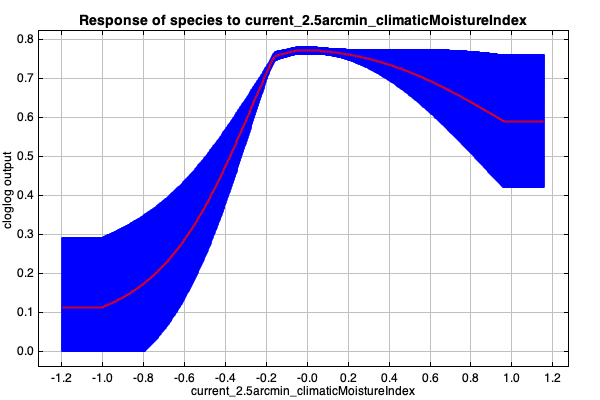 Response of species to current_2.5arcmin_climaticMoistureIndex
cloglog output
0.8
0.7
0.6
0.5
0.4
0.3
0.2
0.1
0.0
-1.2 -1.0 -0.8 -0.6 -0.4 -0.2 -0.0 0.2 0.4 0.6 0.8 1.0 1.2
current_2.5arcmin_climaticMoistureIndex